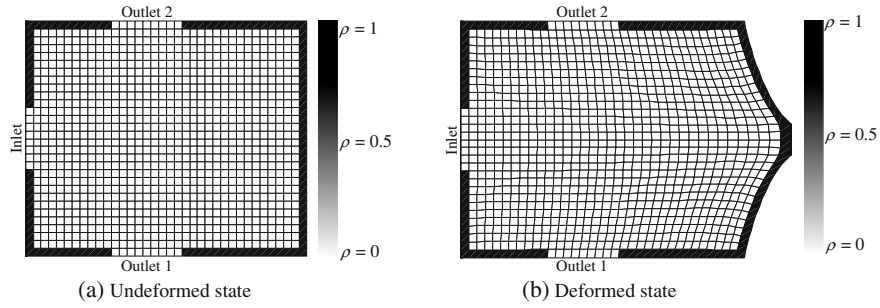 Outlet 2
ρ = 1
ρ = 0.5
ρ = 0
Inlet
Outlet 1
(a) Undeformed state
Outlet 2
ρ = 1
ρ = 0.5
ρ = 0
Inlet
Outlet 1
(b) Deformed state